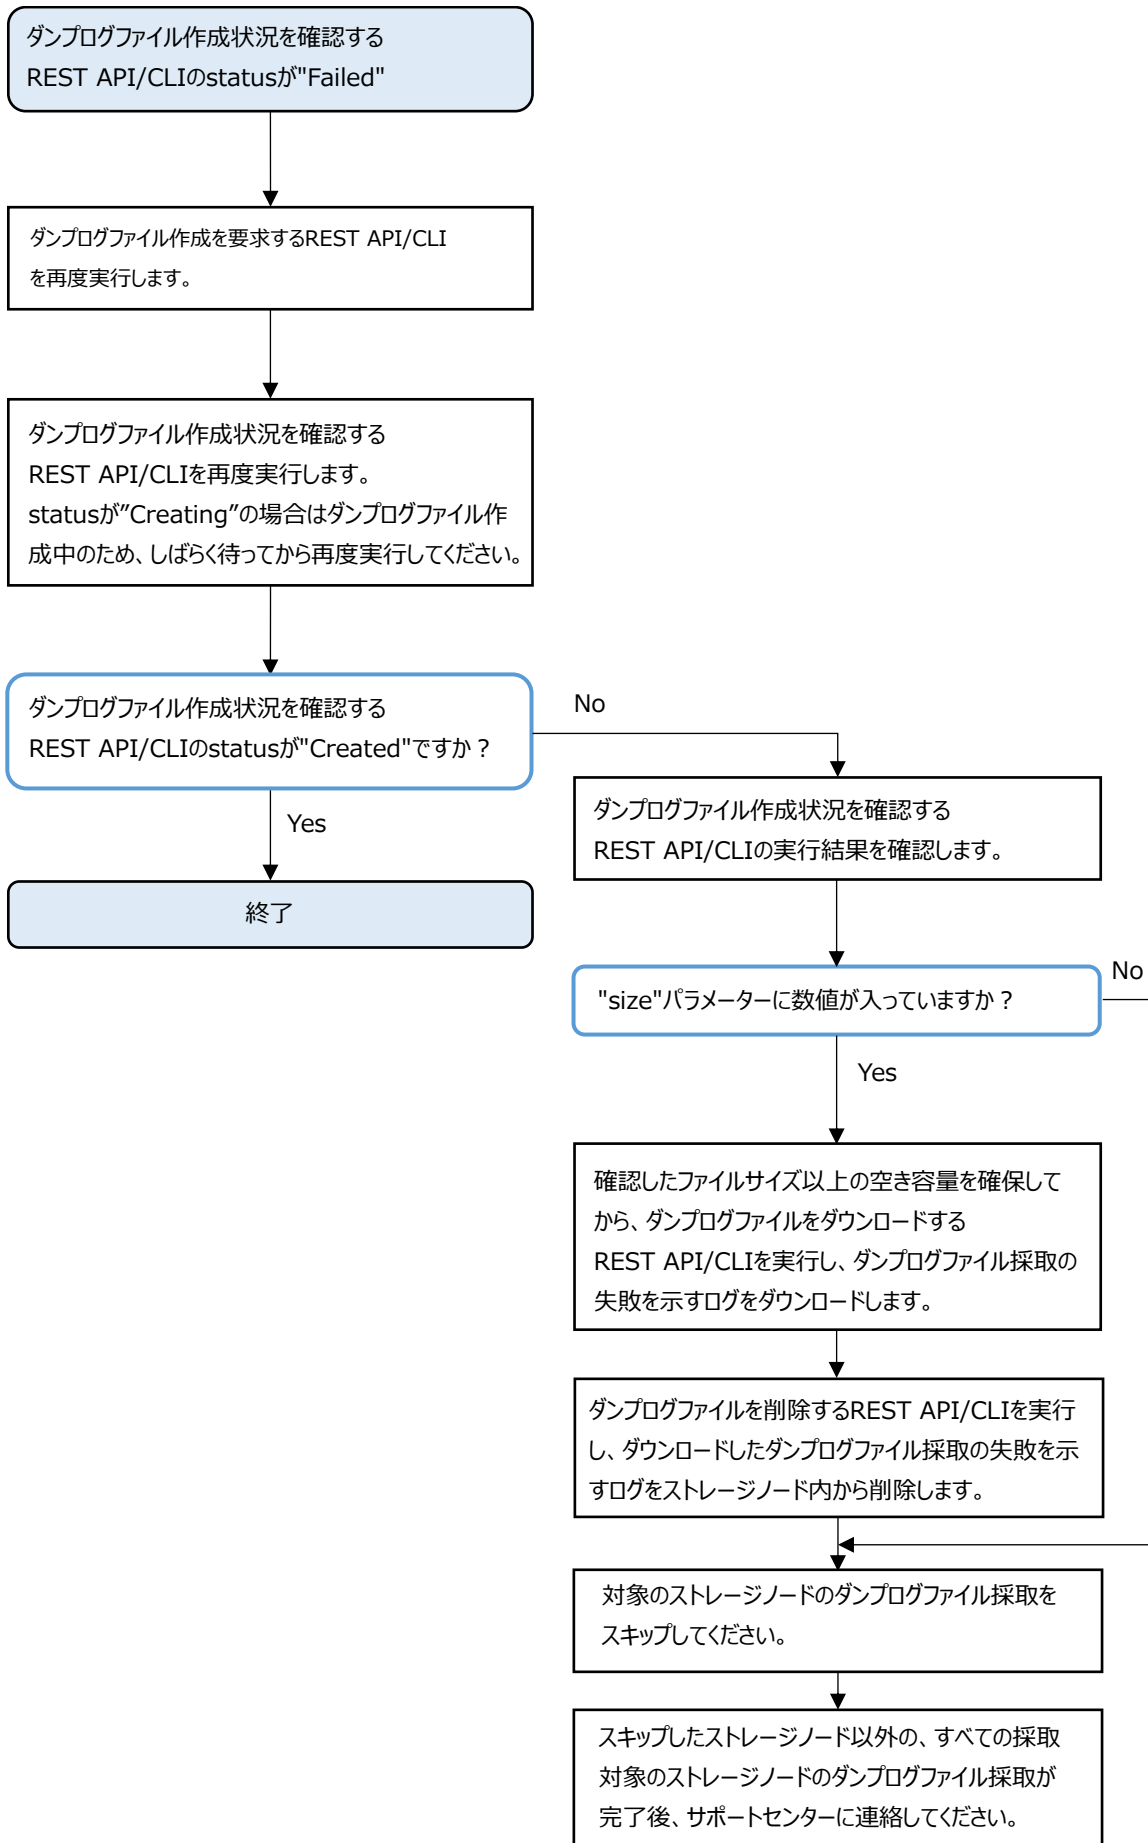 ダンプログファイル作成状況を確認する
REST API/CLIのstatusが"Failed"
ダンプログファイル作成を要求するREST API/CLI
を再度実行します。
ダンプログファイル作成状況を確認する
REST API/CLIを再度実行します。
statusが"Creating"の場合はダンプログファイル作
成中のため、しばらく待ってから再度実行してください。
ダンプログファイル作成状況を確認する
REST API/CLIのstatusが"Created"ですか？
No
Yes
終了
ダンプログファイル作成状況を確認する
REST API/CLIの実行結果を確認します。
"size"パラメーターに数値が入っていますか？
No
Yes
確認したファイルサイズ以上の空き容量を確保して
から、ダンプログファイルをダウンロードする
REST API/CLIを実行し、ダンプログファイル採取の
失敗を示すログをダウンロードします。
ダンプログファイルを削除するREST API/CLIを実行
し、ダウンロードしたダンプログファイル採取の失敗を示
すログをストレージノード内から削除します。
対象のストレージノードのダンプログファイル採取を
スキップしてください。
スキップしたストレージノード以外の、すべての採取
対象のストレージノードのダンプログファイル採取が
完了後、サポートセンターに連絡してください。